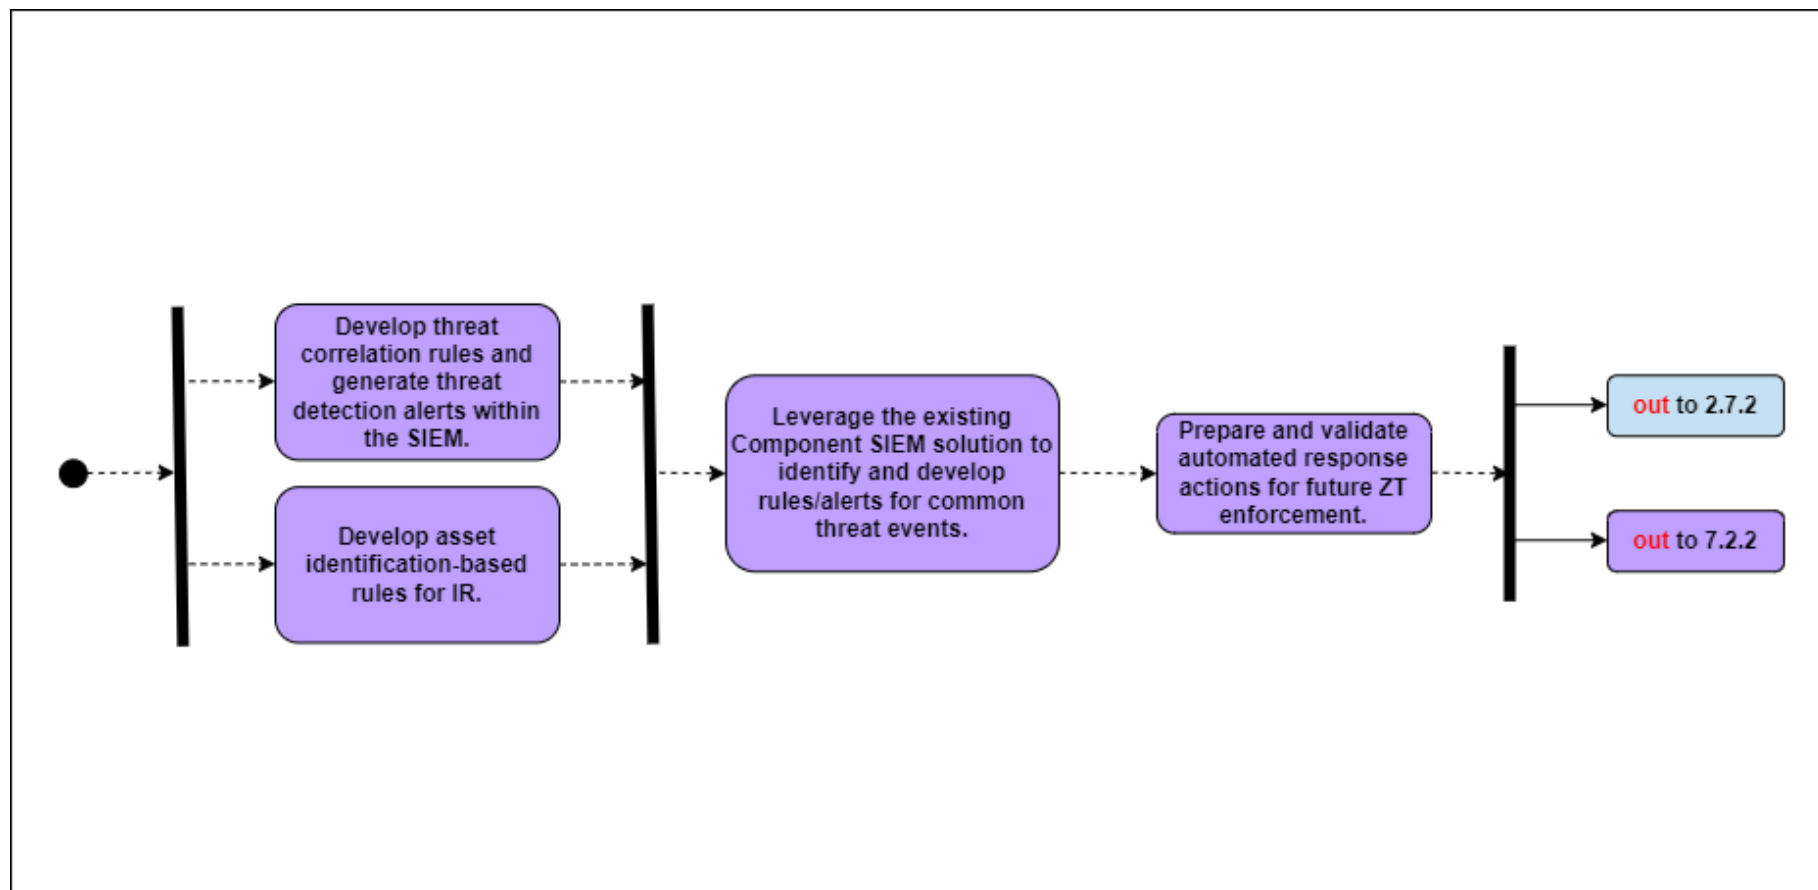 Develop threat
correlation rules and
generate threat
detection alerts within
the SIEM.
Develop asset
identification-based
rules for IR.
Leverage the existing
Component SIEM solution to
identify and develop
rules/alerts for common
threat events.
Prepare and validate
automated response
actions for future ZT
enforcement.
out to 2.7.2
out to 7.2.2